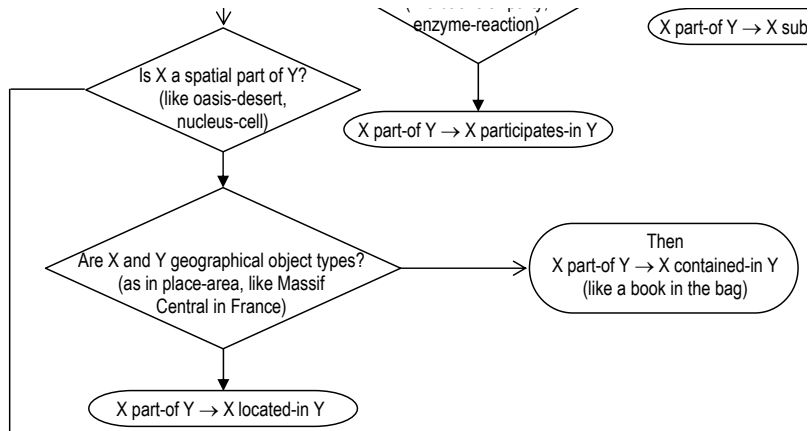 enzyme-reaction)
X part-of Y → X sub
Is X a spatial part of Y?
(like oasis-desert,
nucleus-cell)
X part-of Y → X participates-in Y
Are X and Y geographical object types?
(as in place-area, like Massif
Central in France)
Then
X part-of Y → X contained-in Y
(like a book in the bag)
X part-of Y → X located-in Y